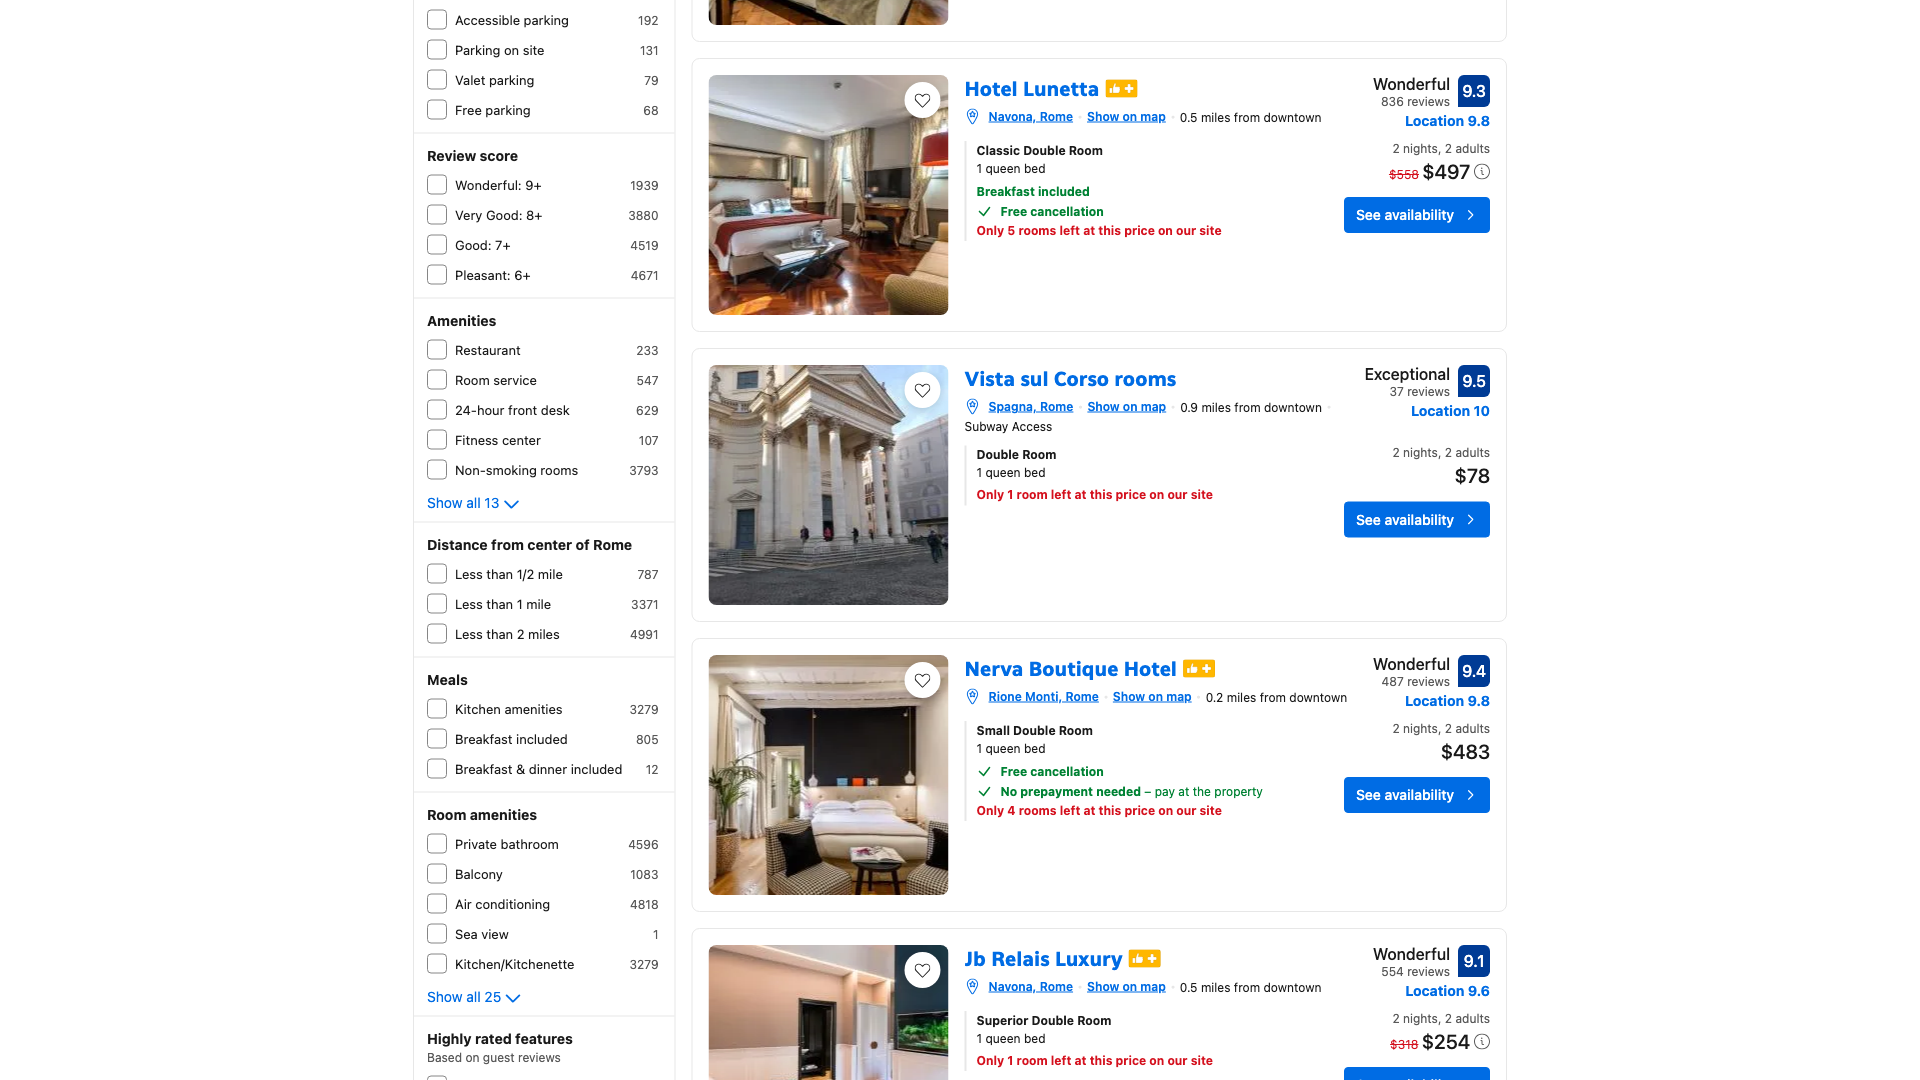 Accessible parking 192
Parking on site 131
Valet parking 79
Free parking 68
Review score
Wonderful: 9+ 1939
Very Good: 8+ 3880
Good: 7+ 4519
Pleasant: 6+ 4671
Amenities
Restaurant 233
Room service 547
24-hour front desk 629
Fitness center 107
Non-smoking rooms 3793
Show all 13
Distance from center of Rome
Less than 1/2 mile 787
Less than 1 mile 3371
Less than 2 miles 4991
Meals
Kitchen amenities 3279
Breakfast included 805
Breakfast & dinner included 12
Room amenities
Private bathroom 4596
Balcony 1083
Air conditioning 4818
Sea view 1
Kitchen/Kitchenette 3279
Show all 25
Highly rated features
Based on guest reviews
Hotel Lunetta
Navona, Rome · Show on map · 0.5 miles from downtown
Classic Double Room
1 queen bed
Breakfast included
Free cancellation
Only 5 rooms left at this price on our site
Wonderful 9.3
836 reviews
Location 9.8
2 nights, 2 adults
$558 $497
See availability
Vista sul Corso rooms
Spagna, Rome · Show on map · 0.9 miles from downtown ·
Subway Access
Double Room
1 queen bed
Only 1 room left at this price on our site
Exceptional 9.5
37 reviews
Location 10
2 nights, 2 adults
$78
See availability
Nerva Boutique Hotel
Rione Monti, Rome · Show on map · 0.2 miles from downtown
Small Double Room
1 queen bed
Free cancellation
No prepayment needed – pay at the property
Only 4 rooms left at this price on our site
Wonderful 9.4
487 reviews
Location 9.8
2 nights, 2 adults
$483
See availability
Jb Relais Luxury
Navona, Rome · Show on map · 0.5 miles from downtown
Superior Double Room
1 queen bed
Only 1 room left at this price on our site
Wonderful 9.1
554 reviews
Location 9.6
2 nights, 2 adults
$318 $254